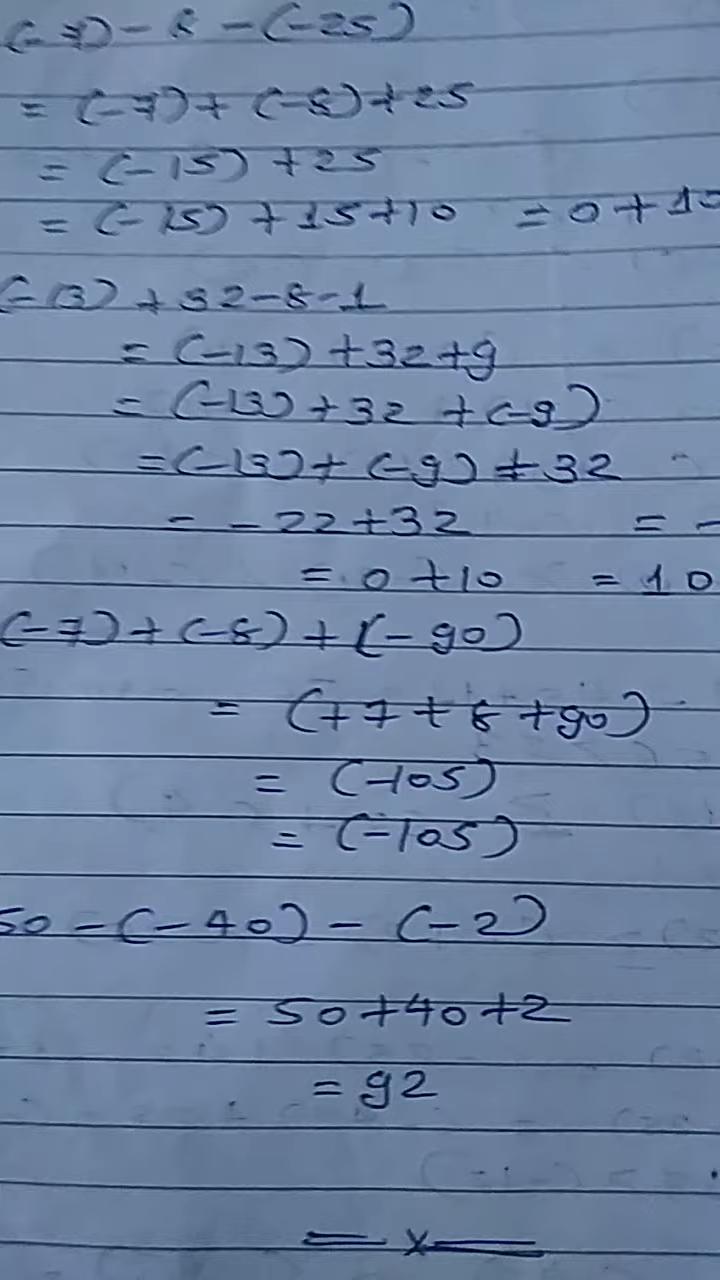 (-7) - 8 - (-25)
= (-7) + (-8) + 25
= (-15) + 25
= (-15) + 15 + 10 = 0 + 10
(-13) + 32 - 8 - 1
= (-13) + 32 + 9
= (-13) + 32 + (-9)
= (-13) + (-9) + 32
= -22 + 32 = -
= 0 + 10 = 10
(-7) + (-8) + (-90)
= (+7 + 8 + 90)
= (-105)
= (-105)
50 - (-40) - (-2)
= 50 + 40 + 2
= 92
= x =